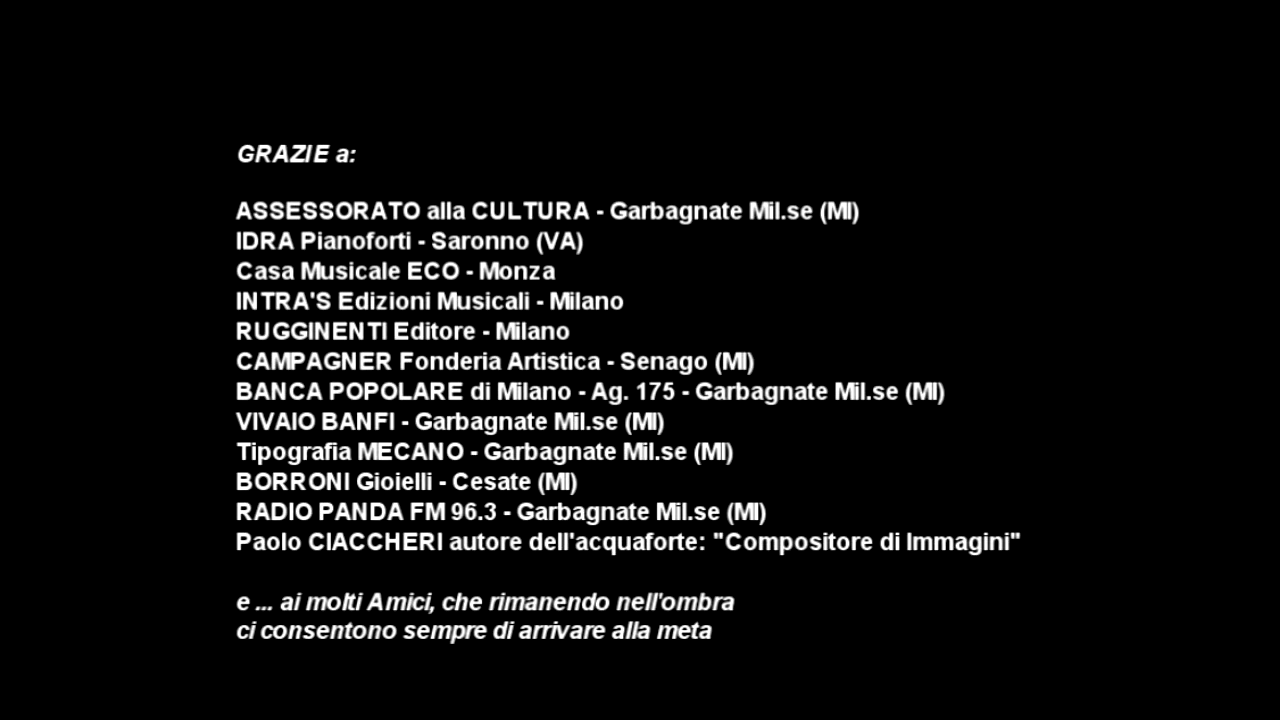 GRAZIE a:
ASSESSORATO alla CULTURA - Garbagnate Mil.se (MI)
IDRA Pianoforti - Saronno (VA)
Casa Musicale ECO - Monza
INTRA'S Edizioni Musicali - Milano
RUGGINENTI Editore - Milano
CAMPAGNER Fonderia Artistica - Senago (MI)
BANCA POPOLARE di Milano - Ag. 175 - Garbagnate Mil.se (MI)
VIVAIO BANFI - Garbagnate Mil.se (MI)
Tipografia MECANO - Garbagnate Mil.se (MI)
BORRONI Gioielli - Cesate (MI)
RADIO PANDA FM 96.3 - Garbagnate Mil.se (MI)
Paolo CIACCHERI autore dell'acquaforte: "Compositore di Immagini"
e ... ai molti Amici, che rimanendo nell'ombra
ci consentono sempre di arrivare alla meta